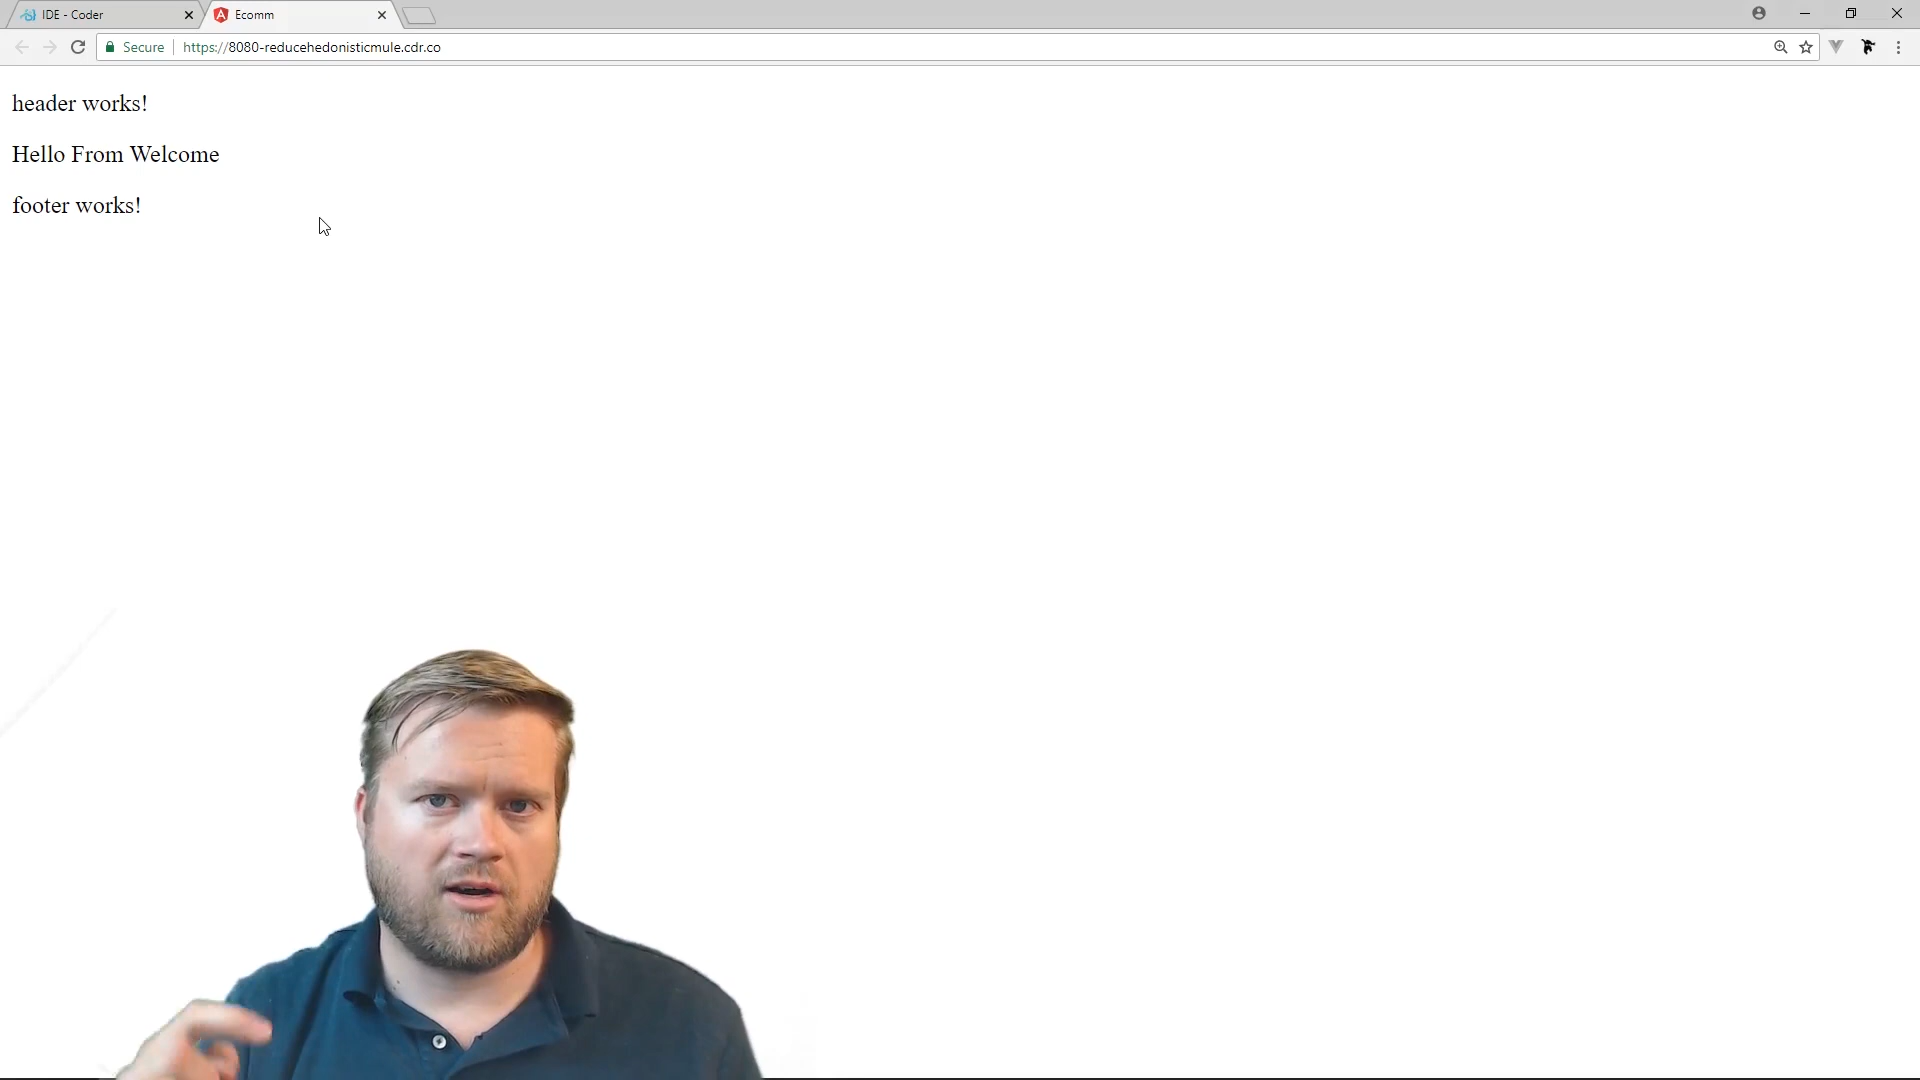 IDE - Coder
Ecomm
Secure
https://8080-reducehedonisticmule.cdr.co
header works!
Hello From Welcome
footer works!